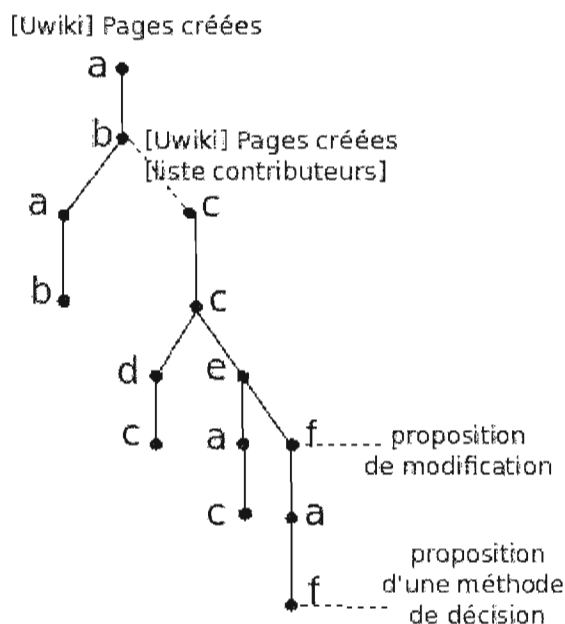 [Uwiki] Pages créées
a
b
[Uwiki] Pages créées
[liste contributeurs]
a
c
b
c
d
e
c
a
f
proposition
de modification
c
a
proposition
d'une méthode
f
de décision